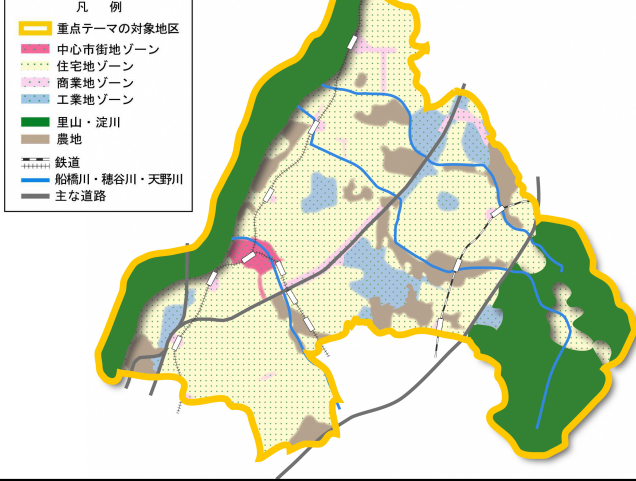 凡　例
重点テーマの対象地区
中心市街地ゾーン
住宅地ゾーン
商業地ゾーン
工業地ゾーン
里山・淀川
農地
鉄道
船橋川・穂谷川・天野川
主な道路